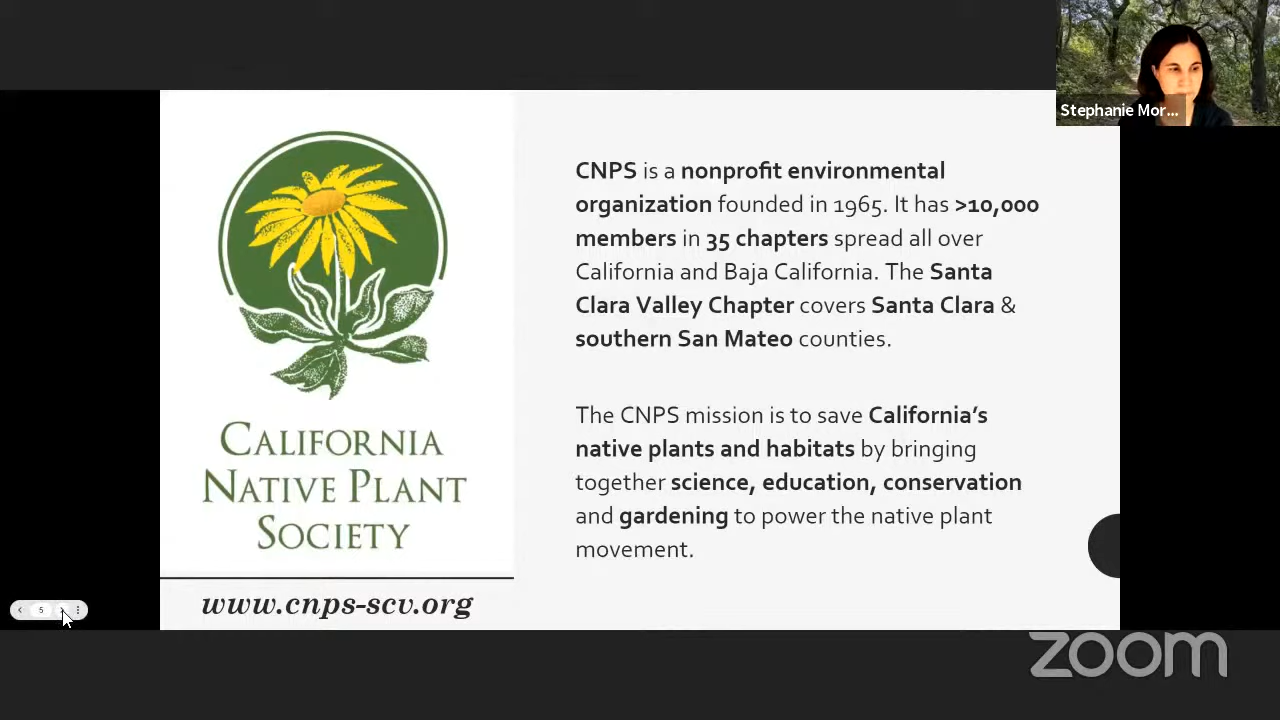 Stephanie Mor...
CNPS is a nonprofit environmental
organization founded in 1965. It has >10,000
members in 35 chapters spread all over
California and Baja California. The Santa
Clara Valley Chapter covers Santa Clara &
southern San Mateo counties.
The CNPS mission is to save California's
native plants and habitats by bringing
together science, education, conservation
and gardening to power the native plant
movement.
CALIFORNIA
NATIVE PLANT
SOCIETY
www.cnps-scv.org
5
zoom